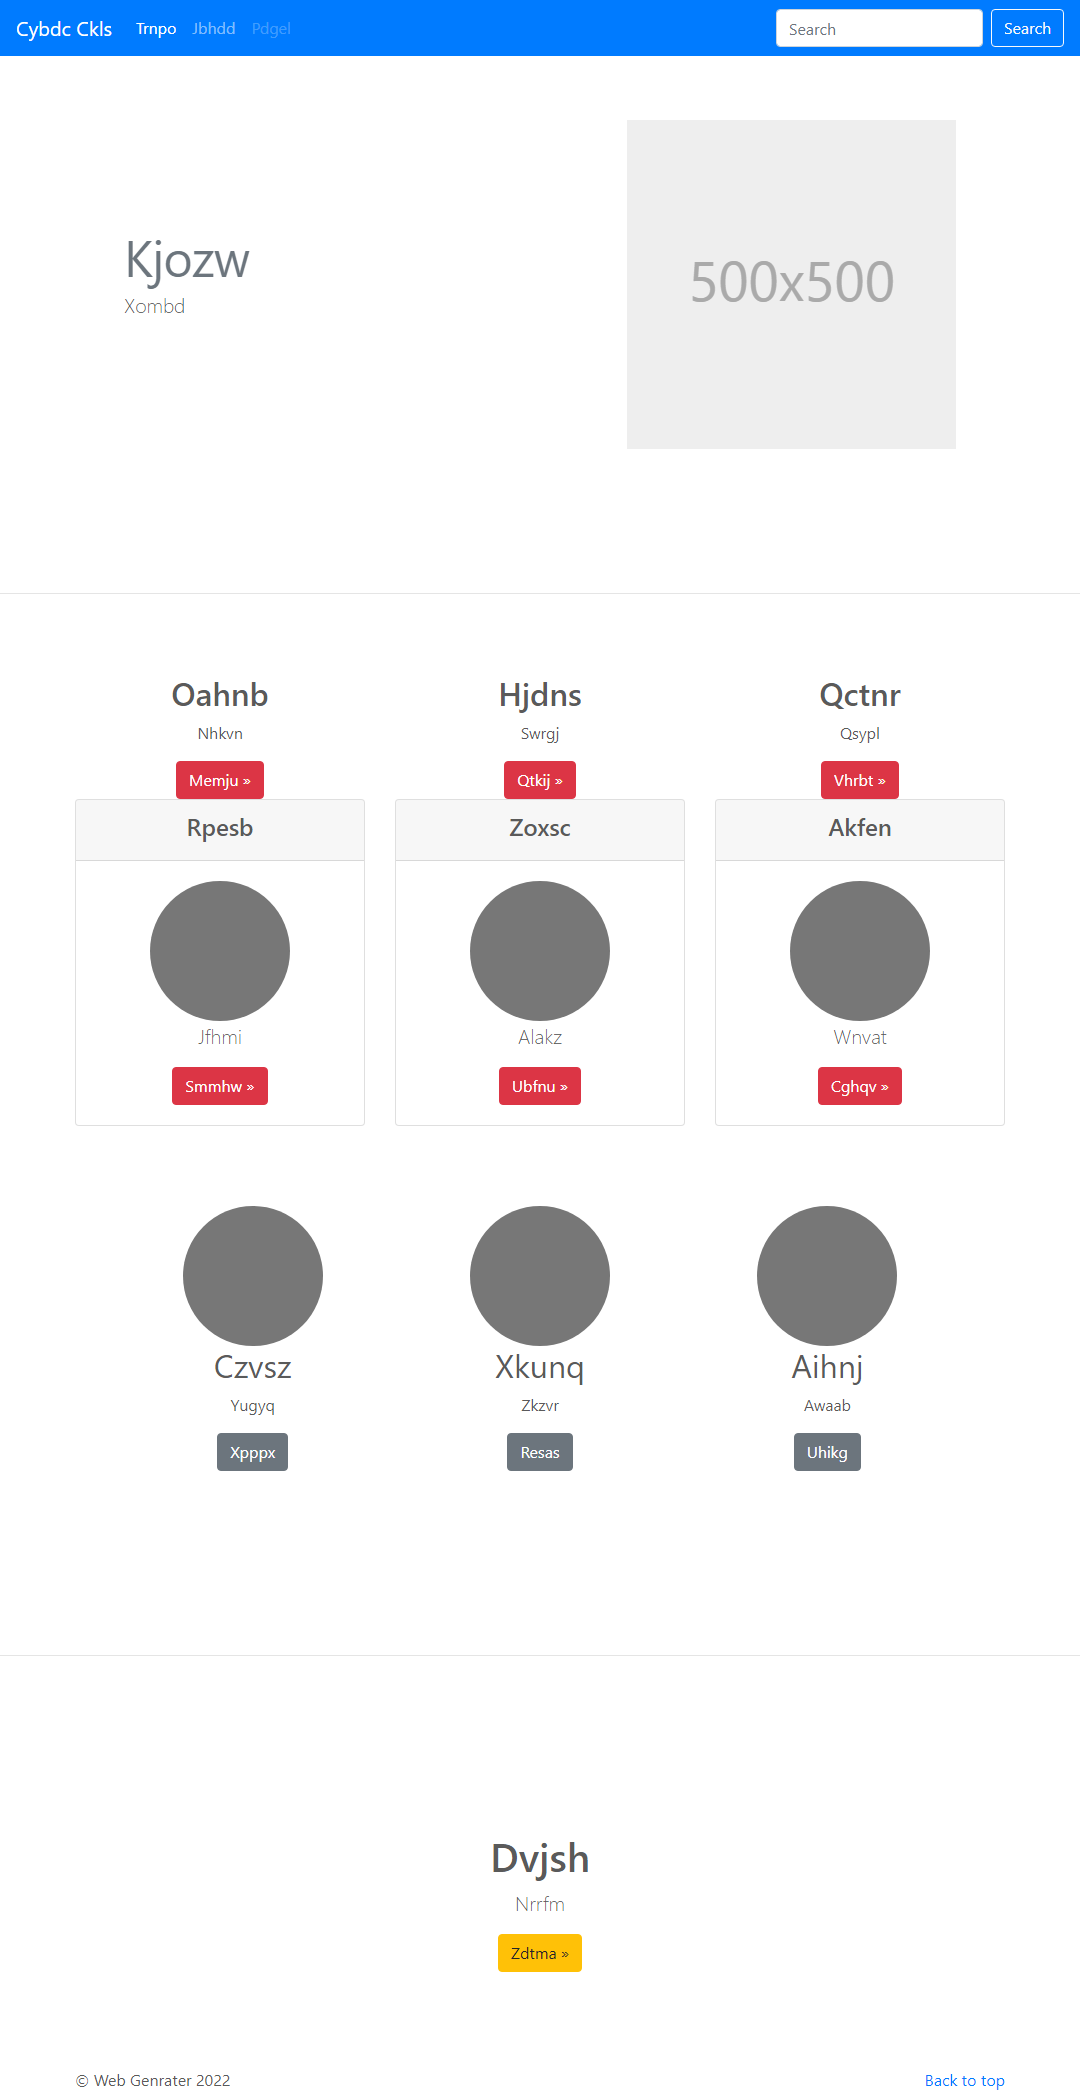 Cybdc Ckls Trnpo Jbhdd Pdgel Search Search
Kjozw
Xombd
500x500
Oahnb Hjdns Qctnr
Nhkvn Swrgj Qsypl
Memju » Qtkij » Vhrbt »
Rpesb Zoxsc Akfen
Jfhmi Alakz Wnvat
Smmhw » Ubfnu » Cghqv »
Czvsz Xkunq Aihnj
Yugyq Zkzvr Awaab
Xpppx Resas Uhikg
Dvjsh
Nrrfm
Zdtma »
© Web Genrater 2022 Back to top